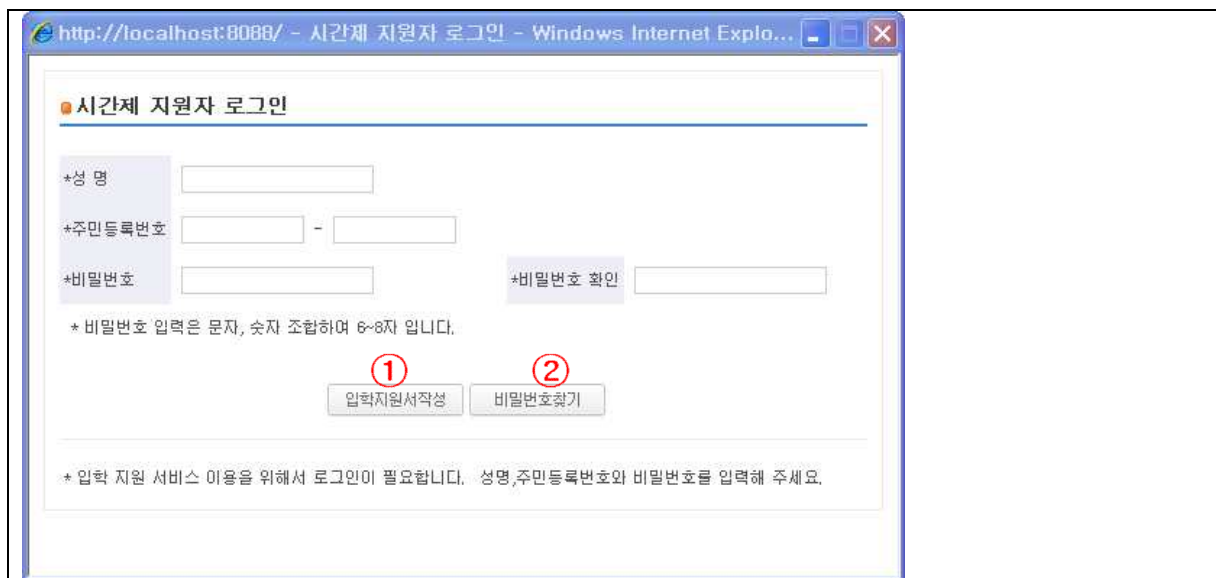 http://localhost:8088/ - 시간제 지원자 로그인 - Windows Internet Explo...
시간제 지원자 로그인
*성 명
*주민등록번호 -
*비밀번호 *비밀번호 확인
* 비밀번호 입력은 문자, 숫자 조합하여 6~8자 입니다.
① ②
입학지원서작성 비밀번호찾기
* 입학 지원 서비스 이용을 위해서 로그인이 필요합니다. 성명,주민등록번호와 비밀번호를 입력해 주세요.